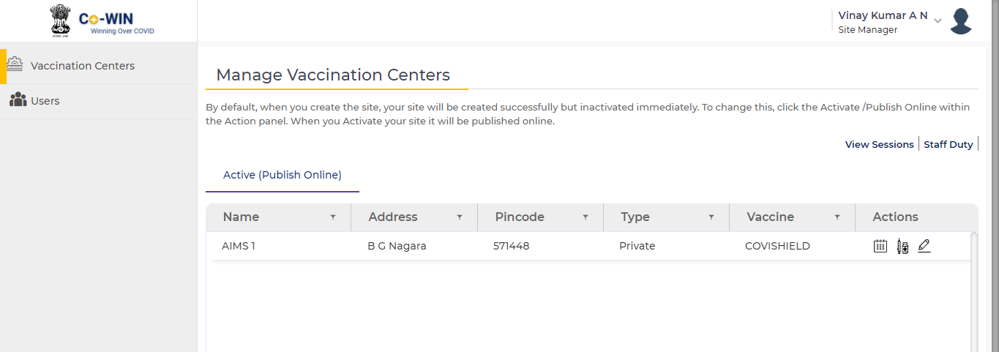 Co-WIN
Winning Over COVID
Vinay Kumar A N
Site Manager
Vaccination Centers
Users
Manage Vaccination Centers
By default, when you create the site, your site will be created successfully but inactivated immediately. To change this, click the Activate /Publish Online within
the Action panel. When you Activate your site it will be published online.
View Sessions Staff Duty
Active (Publish Online)
Name Address Pincode Type Vaccine Actions
AIMS 1 B G Nagara 571448 Private COVISHIELD